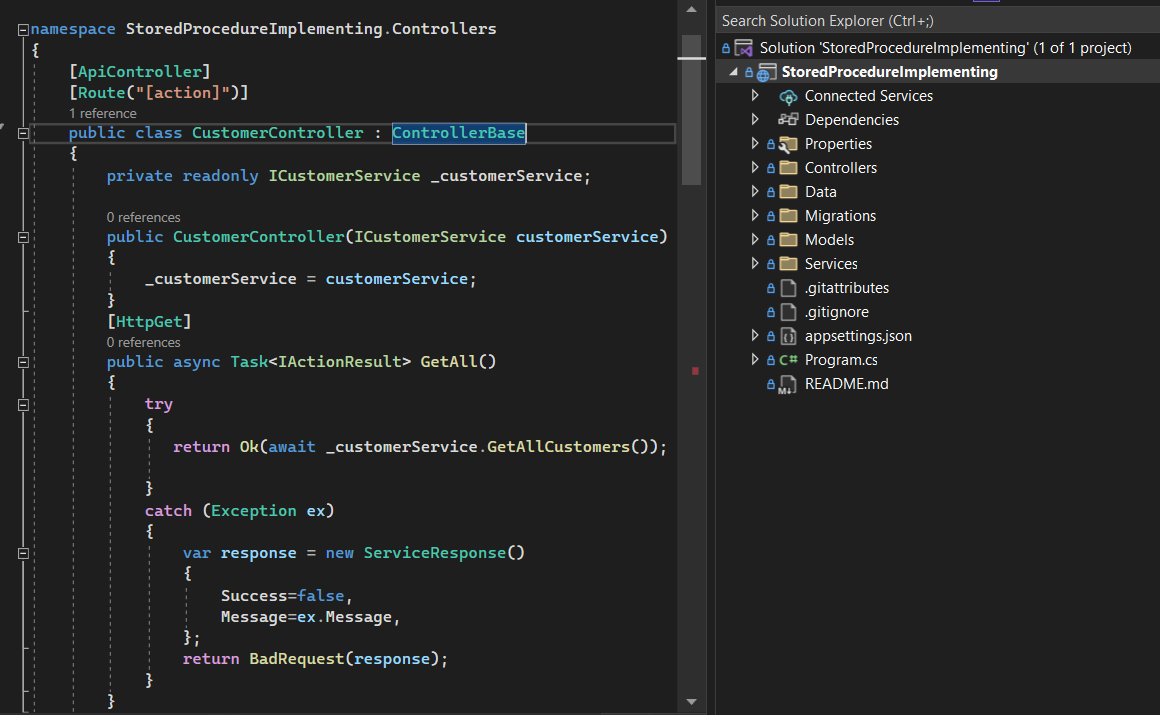 namespace StoredProcedureImplementing.Controllers
{
[ApiController]
[Route("[action]")]
1 reference
public class CustomerController : ControllerBase
{
private readonly ICustomerService _customerService;
0 references
public CustomerController(ICustomerService customerService)
{
_customerService = customerService;
}
[HttpGet]
0 references
public async Task<IActionResult> GetAll()
{
try
{
return Ok(await _customerService.GetAllCustomers());
}
catch (Exception ex)
{
var response = new ServiceResponse()
{
Success=false,
Message=ex.Message,
};
return BadRequest(response);
}
}
Search Solution Explorer (Ctrl+;)
Solution 'StoredProcedureImplementing' (1 of 1 project)
StoredProcedureImplementing
Connected Services
Dependencies
Properties
Controllers
Data
Migrations
Models
Services
.gitattributes
.gitignore
appsettings.json
C# Program.cs
README.md